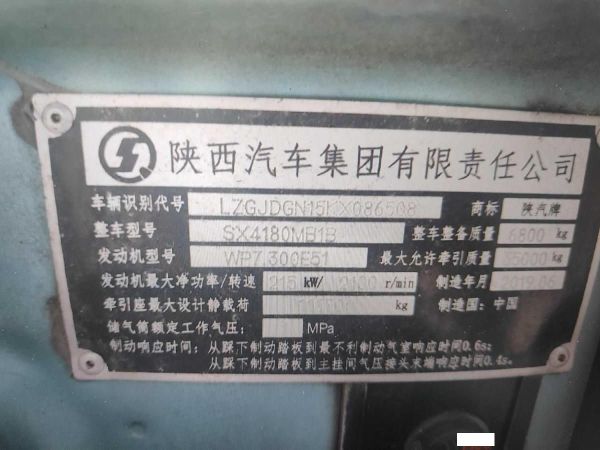 陕西汽车集团有限责任公司
车辆识别代号 LZGJDGN15KX086508 商标 陕汽牌
整车型号 SX4180MB1B 整车整备质量 6800 kg
发动机型号 WP7.300E51 最大允许牵引质量 35000 kg
发动机最大净功率/转速 215 kW/ 2100 r/min 制造年月 2019.06
牵引座最大设计静载荷 kg 制造国：中国
储气筒额定工作气压： MPa
制动响应时间：从踩下制动踏板到最不利制动气室响应时间0.6s；
从踩下制动踏板到主挂间气压接头末端响应时间0.4s。